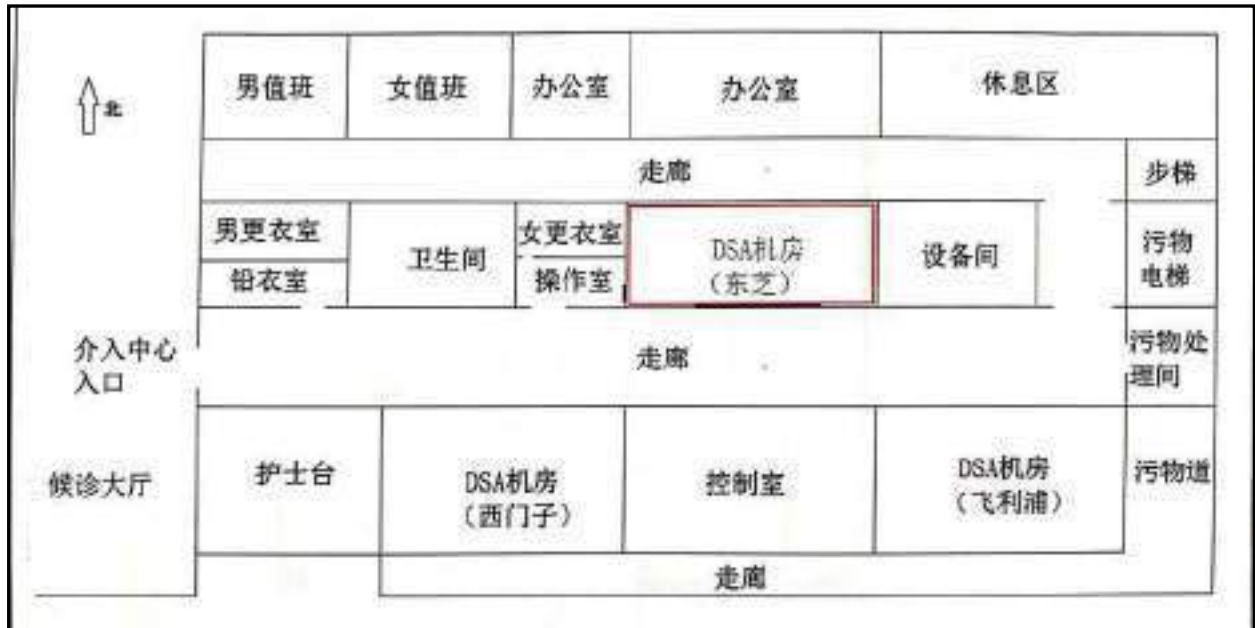 北
男值班
女值班
办公室
办公室
休息区
走廊
步梯
男更衣室
铅衣室
卫生间
女更衣室
操作室
DSA机房
（东芝）
设备间
污物
电梯
介入中心
入口
走廊
污物处
理间
候诊大厅
护士台
DSA机房
（西门子）
控制室
DSA机房
（飞利浦）
污物道
走廊